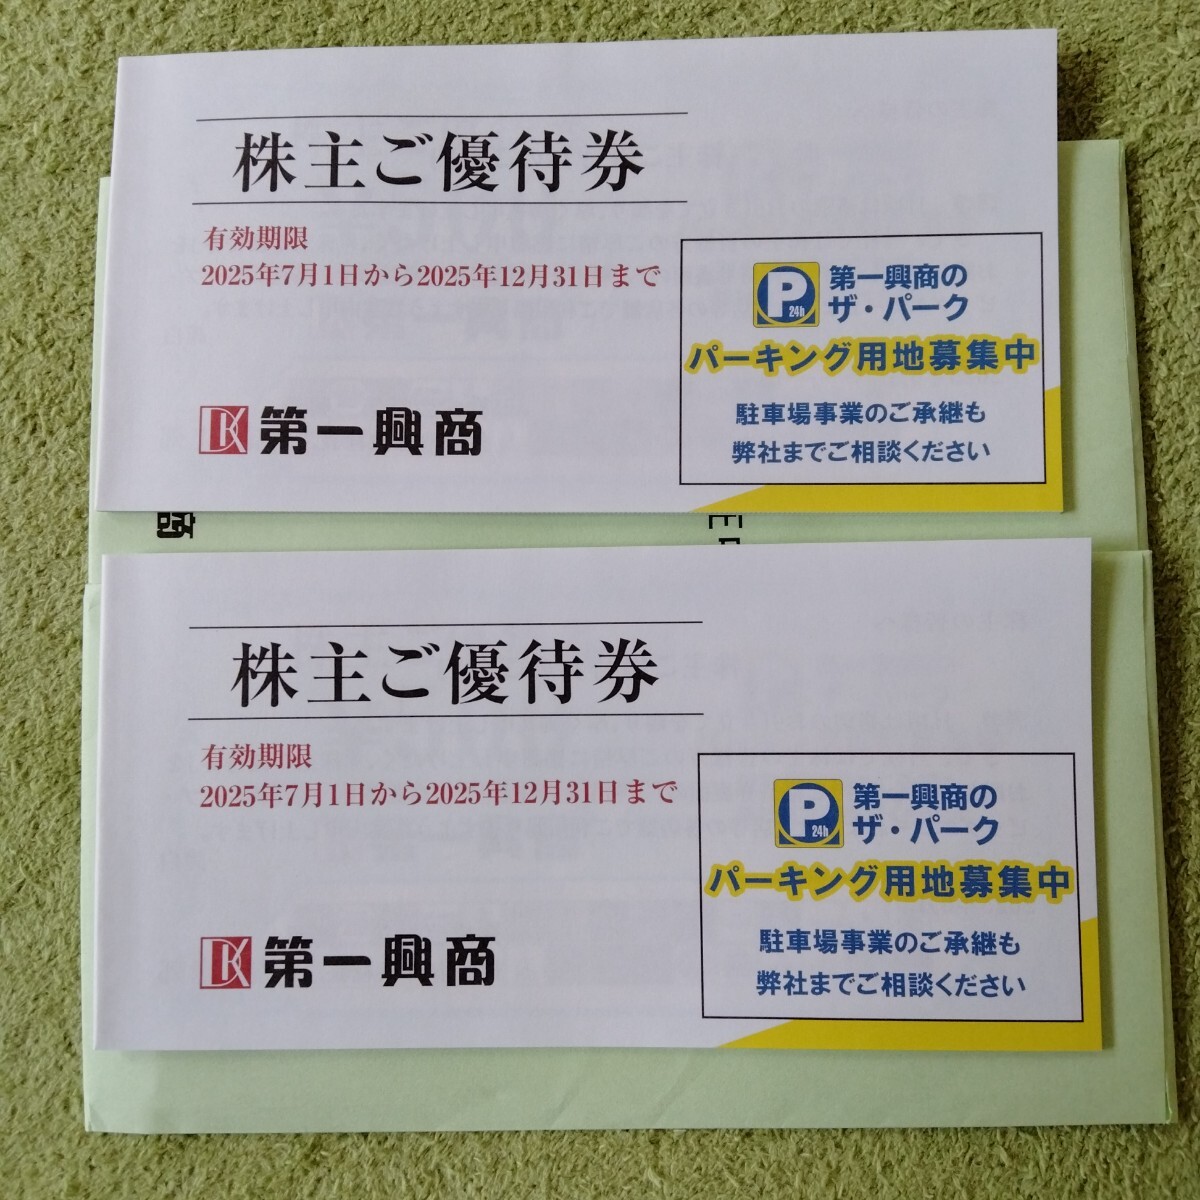 株主ご優待券
有効期限
2025年7月1日から2025年12月31日まで
P
24h
第一興商の
ザ・パーク
パーキング用地募集中
駐車場事業のご承継も
弊社までご相談ください
DK 第一興商
商
株主ご優待券
有効期限
2025年7月1日から2025年12月31日まで
P
24h
第一興商の
ザ・パーク
パーキング用地募集中
駐車場事業のご承継も
弊社までご相談ください
DK 第一興商